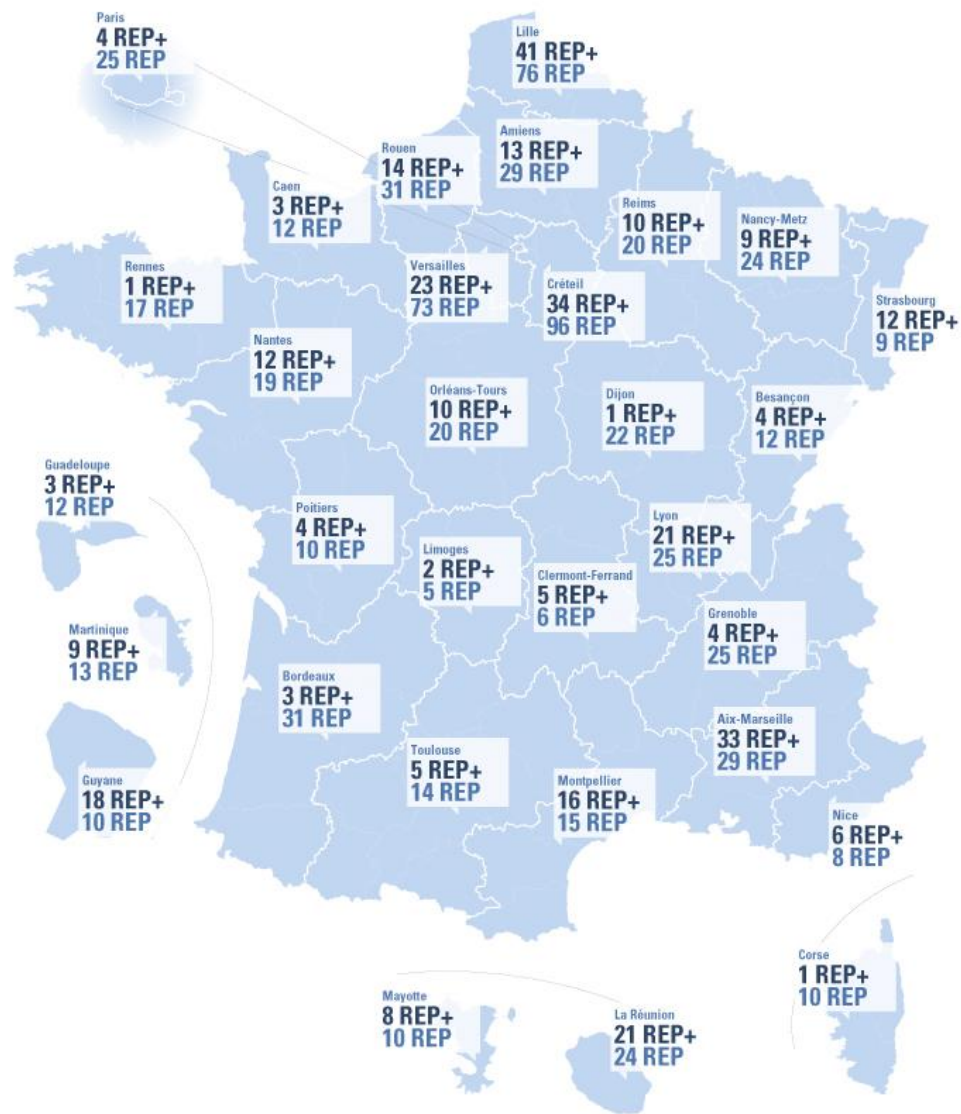 Paris
4 REP+
25 REP
Lille
41 REP+
76 REP
Amiens
13 REP+
29 REP
Rouen
14 REP+
31 REP
Caen
3 REP+
12 REP
Reims
10 REP+
20 REP
Nancy-Metz
9 REP+
24 REP
Rennes
1 REP+
17 REP
Versailles
23 REP+
73 REP
Créteil
34 REP+
96 REP
Strasbourg
12 REP+
9 REP
Nantes
12 REP+
19 REP
Orléans-Tours
10 REP+
20 REP
Dijon
1 REP+
22 REP
Besançon
4 REP+
12 REP
Guadeloupe
3 REP+
12 REP
Poitiers
4 REP+
10 REP
Limoges
2 REP+
5 REP
Clermont-Ferrand
5 REP+
6 REP
Lyon
21 REP+
25 REP
Grenoble
4 REP+
25 REP
Martinique
9 REP+
13 REP
Bordeaux
3 REP+
31 REP
Aix-Marseille
33 REP+
29 REP
Toulouse
5 REP+
14 REP
Montpellier
16 REP+
15 REP
Guyane
18 REP+
10 REP
Nice
6 REP+
8 REP
Corse
1 REP+
10 REP
Mayotte
8 REP+
10 REP
La Réunion
21 REP+
24 REP